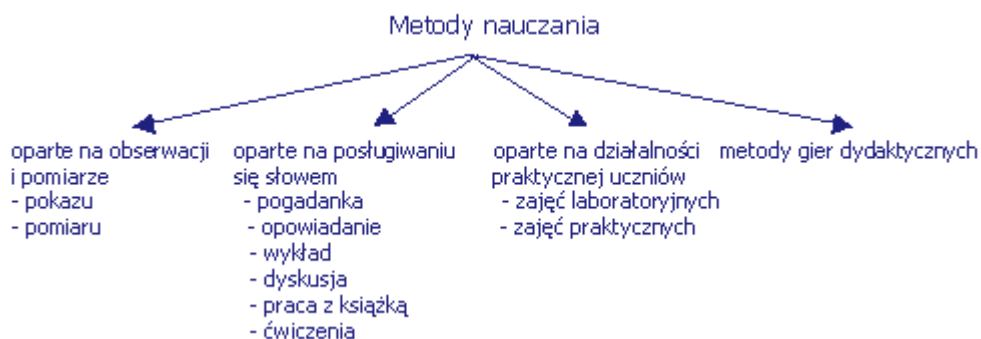 Metody nauczania
oparte na obserwacji
i pomiarze
- pokazu
- pomiaru
oparte na posługiwaniu
się słowem
- pogadanka
- opowiadanie
- wykład
- dyskusja
- praca z książką
- ćwiczenia
oparte na działalności
praktycznej uczniów
- zajęć laboratoryjnych
- zajęć praktycznych
metody gier dydaktycznych